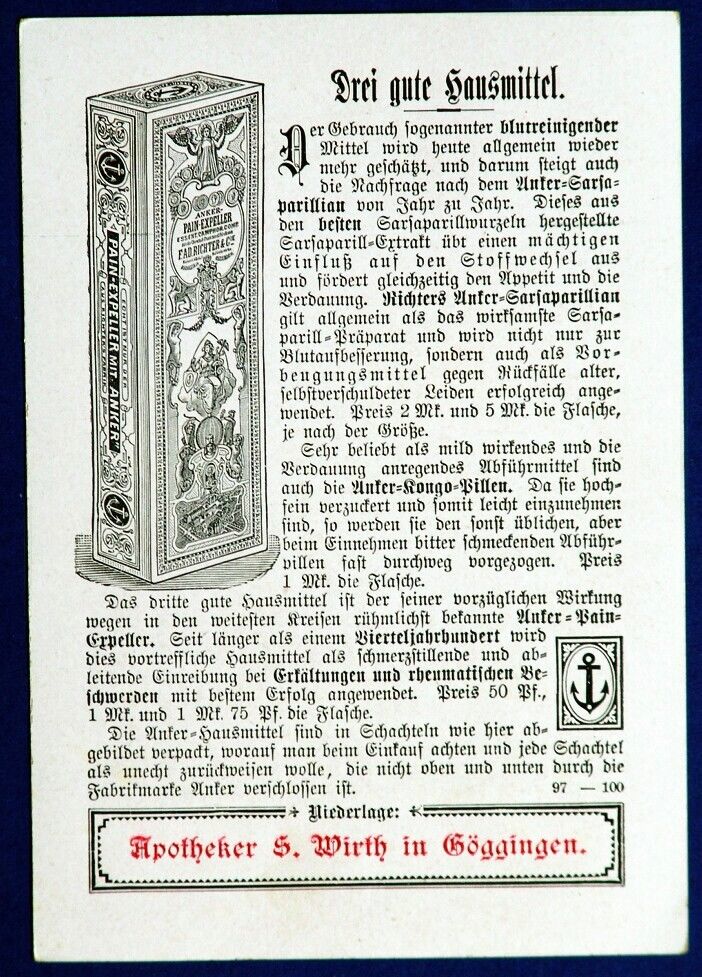 Drei gute Hausmittel.
Der Gebrauch sogenannter blutreinigender
Mittel wird heute allgemein wieder
mehr geschätzt, und darum steigt auch
die Nachfrage nach dem Anker-Sarsa-
parillian von Jahr zu Jahr. Dieses aus
den besten Sarsaparillwurzeln hergestellte
Sarsaparill-Extrakt übt einen mächtigen
Einfluß auf den Stoffwechsel aus
und fördert gleichzeitig den Appetit und die
Verdauung. Richters Anker-Sarsaparillian
gilt allgemein als das wirksamste Sarsa-
parill-Präparat und wird nicht nur zur
Blutaufbesserung, sondern auch als Vor-
beugungsmittel gegen Rückfälle alter,
selbstverschuldeter Leiden erfolgreich ange-
wendet. Preis 2 Mk. und 5 Mk. die Flasche,
je nach der Größe.
Sehr beliebt als mild wirkendes und die
Verdauung anregendes Abführmittel sind
auch die Anker-Kongo-Pillen. Da sie hoch-
fein verzuckert und somit leicht einzunehmen
sind, so werden sie den sonst üblichen, aber
beim Einnehmen bitter schmeckenden Abführ-
pillen fast durchweg vorgezogen. Preis
1 Mk. die Flasche.
Das dritte gute Hausmittel ist der seiner vorzüglichen Wirkung
wegen in den weitesten Kreisen rühmlichst bekannte Anker-Pain-
Expeller. Seit länger als einem Vierteljahrhundert wird
dies vortreffliche Hausmittel als schmerzstillende und ab-
leitende Einreibung bei Erkältungen und rheumatischen Be-
schwerden mit bestem Erfolg angewendet. Preis 50 Pf.,
1 Mk. und 1 Mk. 75 Pf. die Flasche.
Die Anker-Hausmittel sind in Schachteln wie hier ab-
gebildet verpackt, worauf man beim Einkauf achten und jede Schachtel
als unecht zurückweisen wolle, die nicht oben und unten durch die
Fabrikmarke Anker verschlossen ist. 97 — 100
Niederlage:
Apotheker S. Wirth in Göggingen.
ANKER-
PAIN-EXPELLER
F. AD. RICHTER & Cie
PAIN-EXPELLER MIT „ANKER"